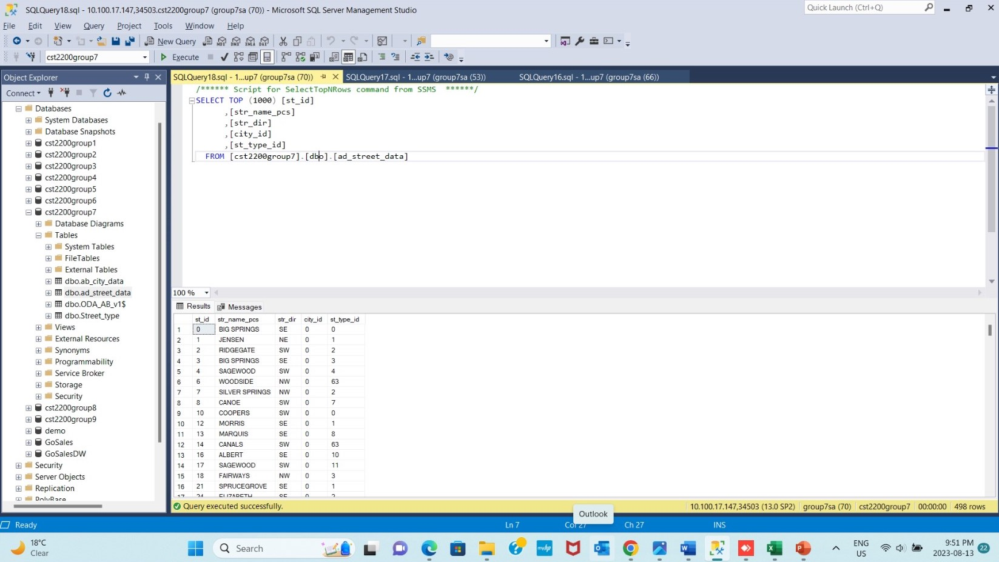 SQLQuery18.sql - 10.100.17.147,34503.cst2200group7 (group7sa (70)) - Microsoft SQL Server Management Studio
Quick Launch (Ctrl+Q)
File Edit View Query Project Tools Window Help
New Query MDX DMX XMLA DAX
cst2200group7 Execute
Object Explorer
SQLQuery18.sql - 1...up7 (group7sa (70)) SQLQuery17.sql - 1...up7 (group7sa (53)) SQLQuery16.sql - 1...up7 (group7sa (66))
Connect
Databases
System Databases
Database Snapshots
cst2200group1
cst2200group2
cst2200group3
cst2200group4
cst2200group5
cst2200group6
cst2200group7
Database Diagrams
Tables
System Tables
FileTables
External Tables
dbo.ab_city_data
dbo.ad_street_data
dbo.ODA_AB_v1$
dbo.Street_type
Views
External Resources
Synonyms
Programmability
Service Broker
Storage
Security
cst2200group8
cst2200group9
demo
GoSales
GoSalesDW
Security
Server Objects
Replication
PolyBase
/****** Script for SelectTopNRows command from SSMS ******/
SELECT TOP (1000) [st_id]
,[str_name_pcs]
,[str_dir]
,[city_id]
,[st_type_id]
FROM [cst2200group7].[dbo].[ad_street_data]
100 %
Results Messages
st_id str_name_pcs str_dir city_id st_type_id
1 0 BIG SPRINGS SE 0 0
2 1 JENSEN NE 0 1
3 2 RIDGEGATE SW 0 2
4 3 BIG SPRINGS SE 0 3
5 4 SAGEWOOD SW 0 4
6 6 WOODSIDE NW 0 63
7 7 SILVER SPRINGS NW 0 2
8 8 CANOE SW 0 7
9 10 COOPERS SW 0 0
10 12 MORRIS SE 0 1
11 13 MARQUIS SE 0 8
12 14 CANALS SW 0 63
13 16 ALBERT SE 0 10
14 17 SAGEWOOD SW 0 11
15 18 FAIRWAYS NW 0 3
16 21 SPRUCEGROVE SE 0 1
17 24 ELIZABETH SE 0 2
Query executed successfully. 10.100.17.147,34503 (13.0 SP2) group7sa (70) cst2200group7 00:00:00 498 rows
Outlook
Ready Ln 7 Col 27 Ch 27 INS
18°C
Clear
Search
myhp
ENG
US
9:51 PM
2023-08-13
22